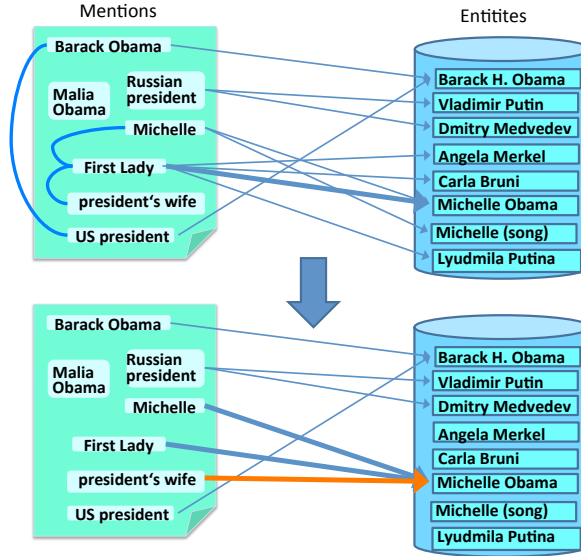 Mentions
Entitites
Barack Obama
Malia
Obama
Russian
president
Michelle
First Lady
president's wife
US president
Barack H. Obama
Vladimir Putin
Dmitry Medvedev
Angela Merkel
Carla Bruni
Michelle Obama
Michelle (song)
Lyudmila Putina
Barack Obama
Malia
Obama
Russian
president
Michelle
First Lady
president's wife
US president
Barack H. Obama
Vladimir Putin
Dmitry Medvedev
Angela Merkel
Carla Bruni
Michelle Obama
Michelle (song)
Lyudmila Putina